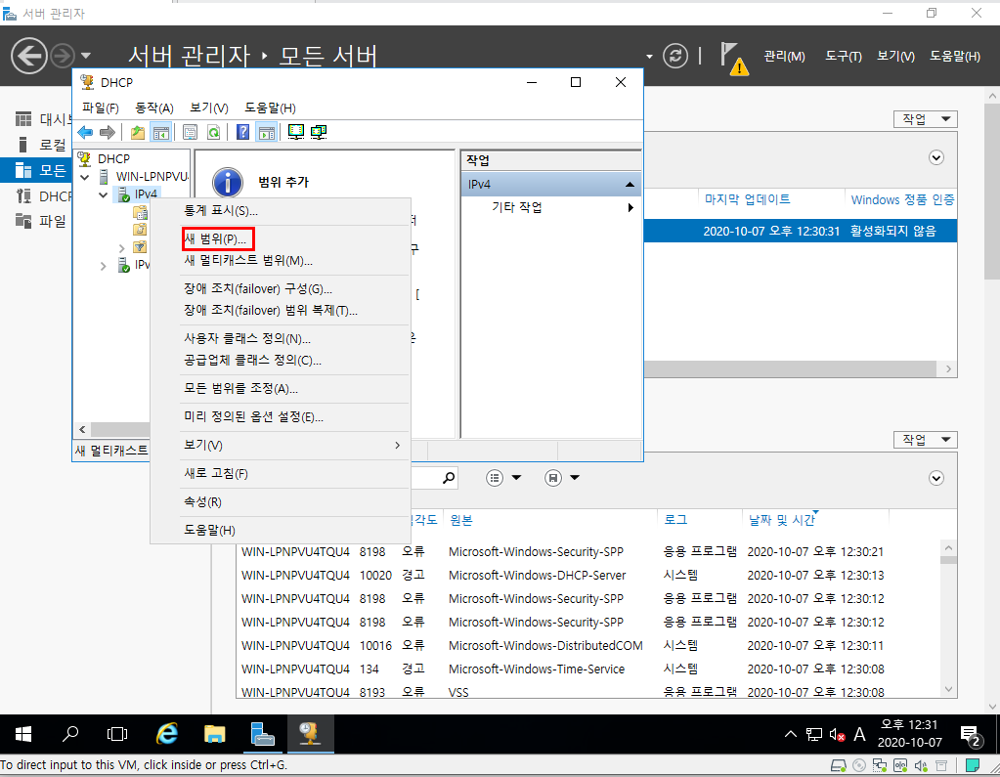 서버 관리자
서버 관리자 ‣ 모든 서버
관리(M) 도구(T) 보기(V) 도움말(H)
대시보
로컬
모든
DHCP
파일
DHCP
파일(F) 동작(A) 보기(V) 도움말(H)
DHCP
WIN-LPNPVU
IPv4
IPv
범위 추가
작업
IPv4
기타 작업
통계 표시(S)...
새 범위(P)...
새 멀티캐스트 범위(M)...
장애 조치(failover) 구성(G)...
장애 조치(failover) 범위 복제(T)...
사용자 클래스 정의(N)...
공급업체 클래스 정의(C)...
모든 범위를 조정(A)...
미리 정의된 옵션 설정(E)...
보기(V)
새로 고침(F)
속성(R)
도움말(H)
새 멀티캐스트
작업
마지막 업데이트 Windows 정품 인증
2020-10-07 오후 12:30:31 활성화되지 않음
작업
각도 원본 로그 날짜 및 시간
WIN-LPNPVU4TQU4 8198 오류 Microsoft-Windows-Security-SPP 응용 프로그램 2020-10-07 오후 12:30:21
WIN-LPNPVU4TQU4 10020 경고 Microsoft-Windows-DHCP-Server 시스템 2020-10-07 오후 12:30:13
WIN-LPNPVU4TQU4 8198 오류 Microsoft-Windows-Security-SPP 응용 프로그램 2020-10-07 오후 12:30:12
WIN-LPNPVU4TQU4 8198 오류 Microsoft-Windows-Security-SPP 응용 프로그램 2020-10-07 오후 12:30:12
WIN-LPNPVU4TQU4 10016 오류 Microsoft-Windows-DistributedCOM 시스템 2020-10-07 오후 12:30:11
WIN-LPNPVU4TQU4 134 경고 Microsoft-Windows-Time-Service 시스템 2020-10-07 오후 12:30:08
WIN-LPNPVU4TQU4 8193 오류 VSS 응용 프로그램 2020-10-07 오후 12:30:08
A
오후 12:31
2020-10-07
2
To direct input to this VM, click inside or press Ctrl+G.